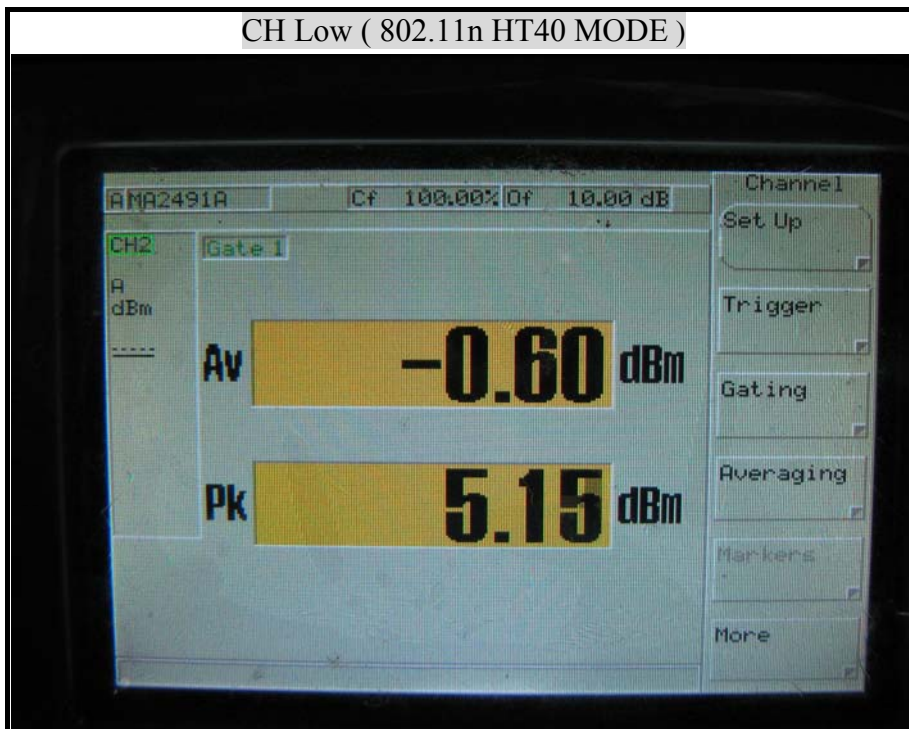 CH Low ( 802.11n HT40 MODE )
A MA2491A Cf 100.00% Of 10.00 dB
CH2 Gate 1
A
dBm
-----
Av -0.60 dBm
Pk 5.15 dBm
Channel
Set Up
Trigger
Gating
Averaging
Markers
More